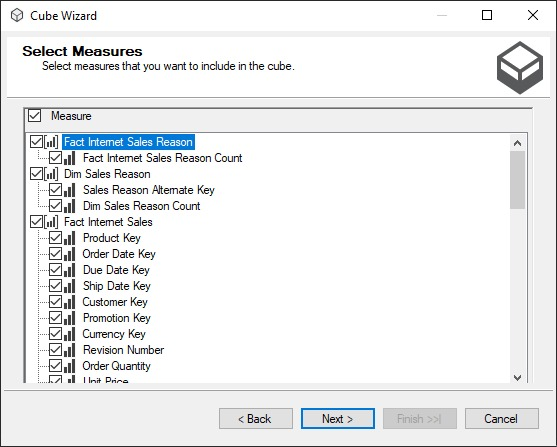 Cube Wizard
Select Measures
Select measures that you want to include in the cube.
Measure
Fact Internet Sales Reason
Fact Internet Sales Reason Count
Dim Sales Reason
Sales Reason Alternate Key
Dim Sales Reason Count
Fact Internet Sales
Product Key
Order Date Key
Due Date Key
Ship Date Key
Customer Key
Promotion Key
Currency Key
Revision Number
Order Quantity
Unit Price
< Back
Next >
Finish >>|
Cancel